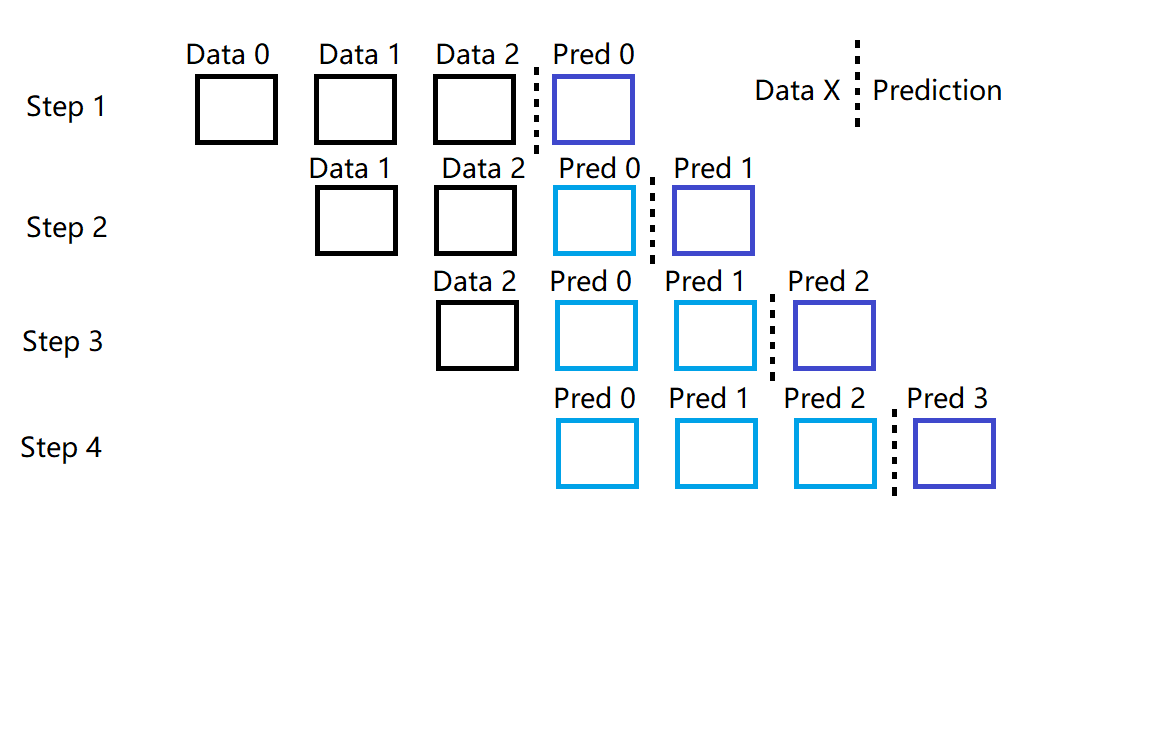 Data 0 Data 1 Data 2 Pred 0
Step 1
Data X Prediction
Data 1 Data 2 Pred 0 Pred 1
Step 2
Data 2 Pred 0 Pred 1 Pred 2
Step 3
Pred 0 Pred 1 Pred 2 Pred 3
Step 4